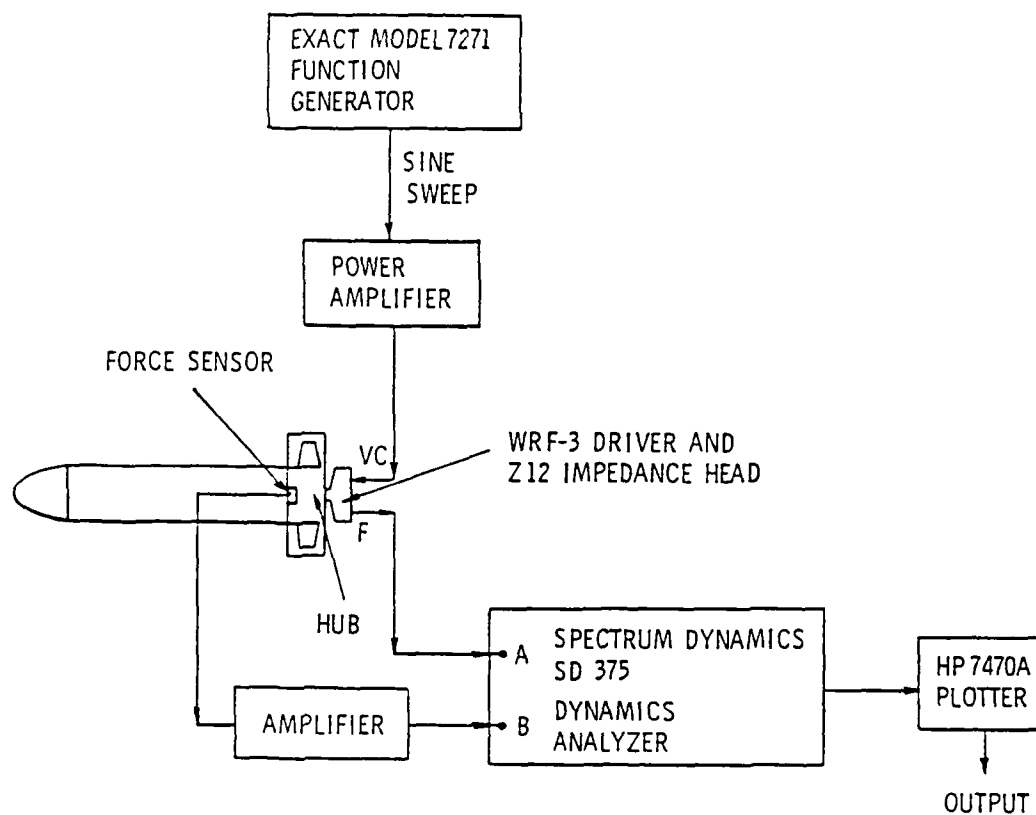 EXACT MODEL 7271
FUNCTION
GENERATOR
SINE
SWEEP
POWER
AMPLIFIER
FORCE SENSOR
VC
WRF-3 DRIVER AND
Z12 IMPEDANCE HEAD
F
HUB
A
SPECTRUM DYNAMICS
SD 375
B
DYNAMICS
ANALYZER
AMPLIFIER
HP 7470A
PLOTTER
OUTPUT